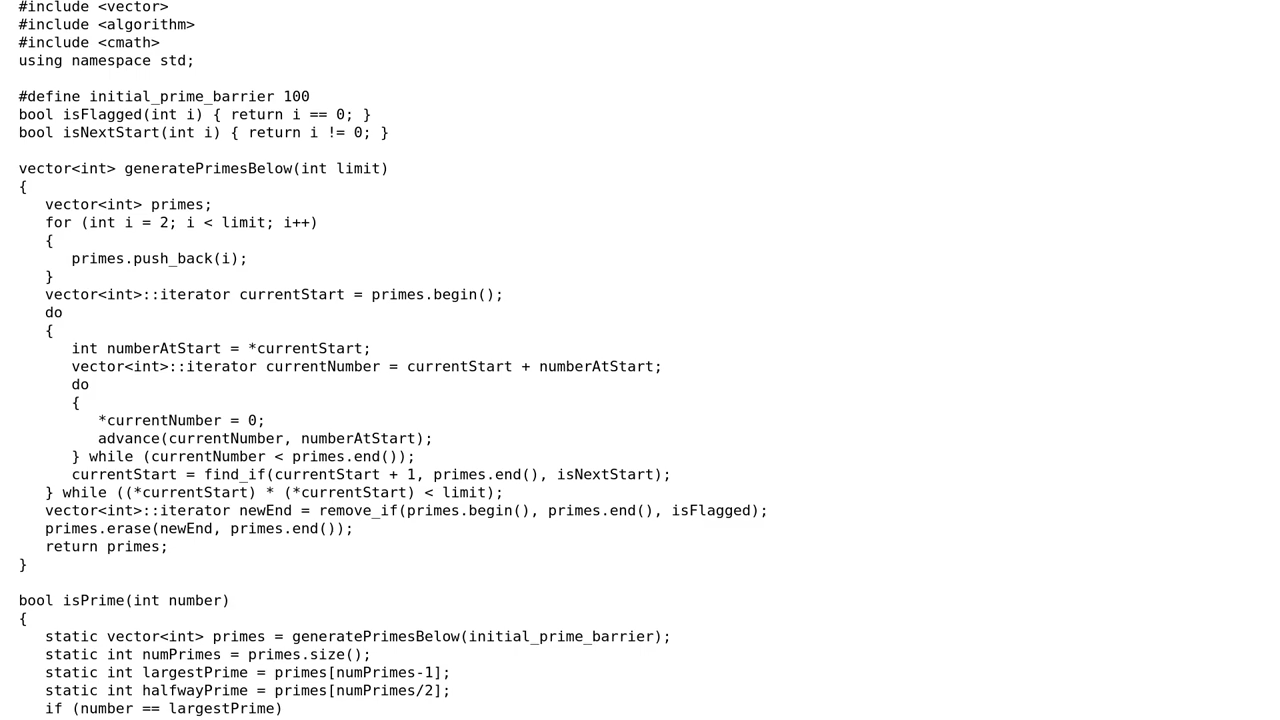 #include <vector>
#include <algorithm>
#include <cmath>
using namespace std;

#define initial_prime_barrier 100
bool isFlagged(int i) { return i == 0; }
bool isNextStart(int i) { return i != 0; }

vector<int> generatePrimesBelow(int limit)
{
   vector<int> primes;
   for (int i = 2; i < limit; i++)
   {
      primes.push_back(i);
   }
   vector<int>::iterator currentStart = primes.begin();
   do
   {
      int numberAtStart = *currentStart;
      vector<int>::iterator currentNumber = currentStart + numberAtStart;
      do
      {
         *currentNumber = 0;
         advance(currentNumber, numberAtStart);
      } while (currentNumber < primes.end());
      currentStart = find_if(currentStart + 1, primes.end(), isNextStart);
   } while ((*currentStart) * (*currentStart) < limit);
   vector<int>::iterator newEnd = remove_if(primes.begin(), primes.end(), isFlagged);
   primes.erase(newEnd, primes.end());
   return primes;
}

bool isPrime(int number)
{
   static vector<int> primes = generatePrimesBelow(initial_prime_barrier);
   static int numPrimes = primes.size();
   static int largestPrime = primes[numPrimes-1];
   static int halfwayPrime = primes[numPrimes/2];
   if (number == largestPrime)